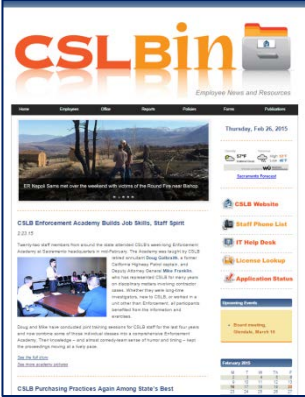 CSLBin
Employee News and Resources
Home Employees Office Reports Policies Forms Publications
Thursday, Feb 26, 2015
57°F
Sacramento Forecast
ER Nagoli Sams met over the weekend with victims of the Round Fire near Bishop
CSLB Website
Staff Phone List
IT Help Desk
License Lookup
Application Status
CSLB Enforcement Academy Builds Job Skills, Staff Spirit
2-23-15
Twenty-two staff members from around the state attended CSLB's week-long Enforcement
Academy at Sacramento headquarters in mid-February. The Academy was taught by CSLB
retired annuitant Doug Galbraith, a former
California Highway Patrol captain, and
Deputy Attorney General Mike Franklin,
who has represented CSLB for many years
on disciplinary matters involving contractor
cases. Whether they were long-time
investigators, new to CSLB, or worked in a
unit other than Enforcement, all participants
benefited from the information and
exercises.
Doug and Mike have conducted joint training sessions for CSLB staff for the last four years
and now combine some of those individual classes into a comprehensive Enforcement
Academy. Their knowledge – and almost comedy-team sense of humor and timing – kept
the proceedings moving at a lively pace.
See the full story
See more academy pictures
Upcoming Events
Board meeting,
Glendale, March 19
February 2015
CSLB Purchasing Practices Again Among State's Best